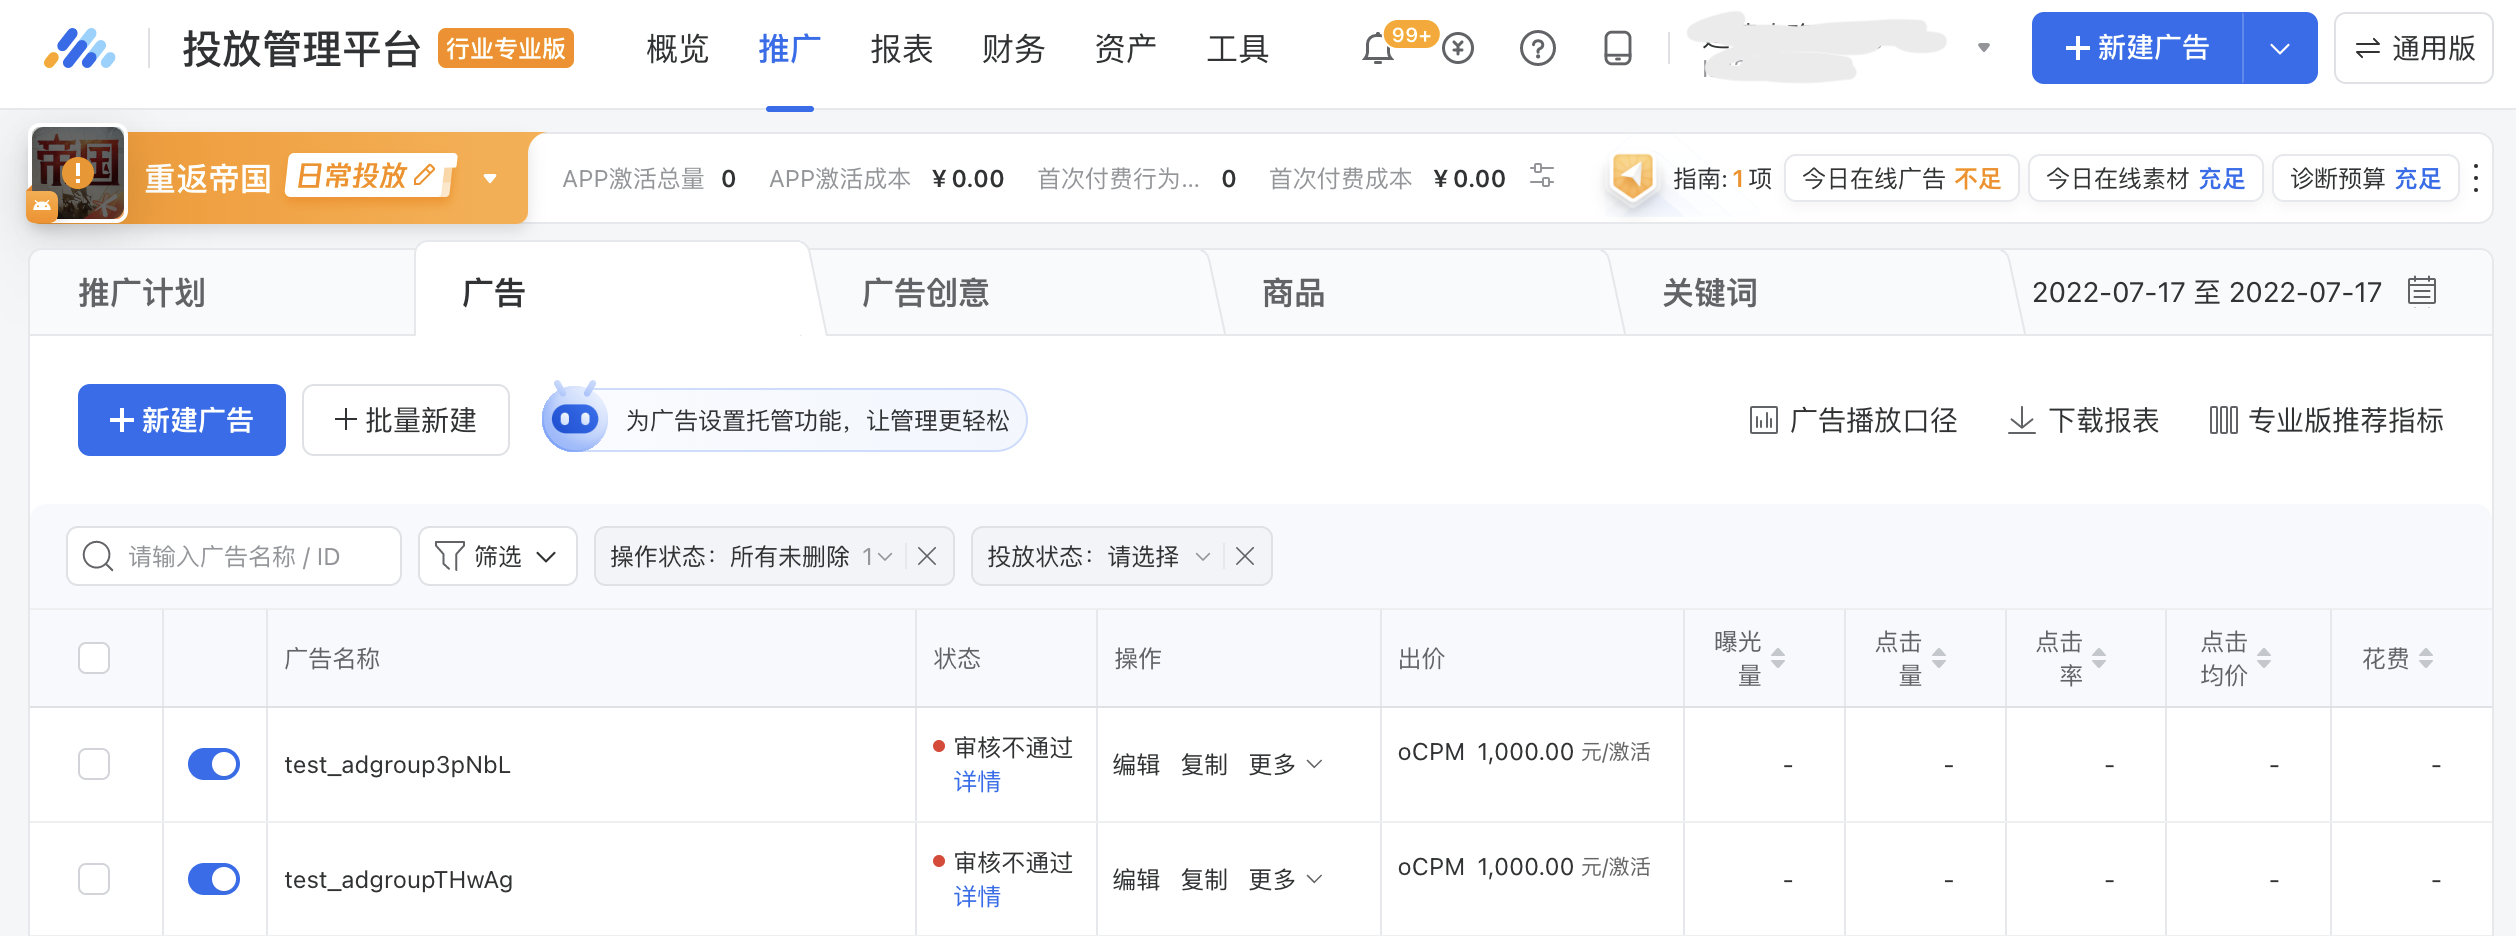 投放管理平台 行业专业版 概览 推广 报表 财务 资产 工具 99+ 新建广告 通用版
帝国 重返帝国 日常投放 APP激活总量 0 APP激活成本 ¥0.00 首次付费行为... 0 首次付费成本 ¥0.00 指南:1项 今日在线广告 不足 今日在线素材 充足 诊断预算 充足
推广计划 广告 广告创意 商品 关键词 2022-07-17 至 2022-07-17
新建广告 批量新建 为广告设置托管功能，让管理更轻松 广告播放口径 下载报表 专业版推荐指标
请输入广告名称 / ID 筛选 操作状态：所有未删除 1 投放状态：请选择
广告名称 状态 操作 出价 曝光量 点击量 点击率 点击均价 花费
test_adgroup3pNbL 审核不通过 编辑 复制 更多 oCPM 1,000.00 元/激活 - - - - -
详情
test_adgroupTHwAg 审核不通过 编辑 复制 更多 oCPM 1,000.00 元/激活 - - - - -
详情